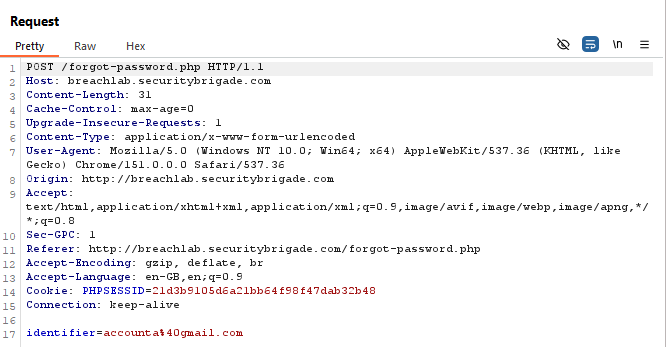 Request
Pretty Raw Hex
\n
1 POST /forgot-password.php HTTP/1.1
2 Host: breachlab.securitybrigade.com
3 Content-Length: 31
4 Cache-Control: max-age=0
5 Upgrade-Insecure-Requests: 1
6 Content-Type: application/x-www-form-urlencoded
7 User-Agent: Mozilla/5.0 (Windows NT 10.0; Win64; x64) AppleWebKit/537.36 (KHTML, like
Gecko) Chrome/151.0.0.0 Safari/537.36
8 Origin: http://breachlab.securitybrigade.com
9 Accept:
text/html,application/xhtml+xml,application/xml;q=0.9,image/avif,image/webp,image/apng,*/
*;q=0.8
10 Sec-GPC: 1
11 Referer: http://breachlab.securitybrigade.com/forgot-password.php
12 Accept-Encoding: gzip, deflate, br
13 Accept-Language: en-GB,en;q=0.9
14 Cookie: PHPSESSID=21d3b9105d6a21bb64f98f47dab32b48
15 Connection: keep-alive
16
17 identifier=accounta%40gmail.com